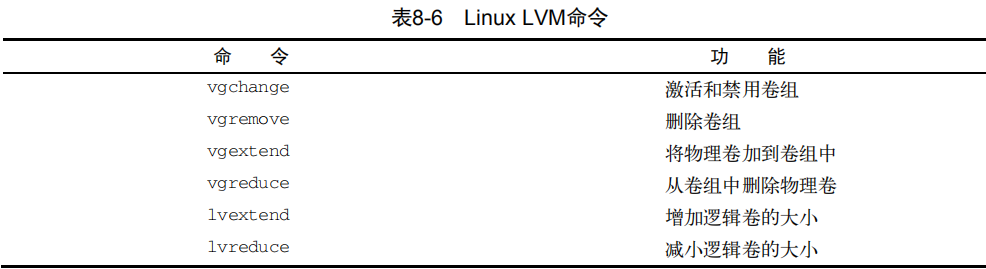 表8-6 Linux LVM命令
命 令 功 能
vgchange 激活和禁用卷组
vgremove 删除卷组
vgextend 将物理卷加到卷组中
vgreduce 从卷组中删除物理卷
lvextend 增加逻辑卷的大小
lvreduce 减小逻辑卷的大小